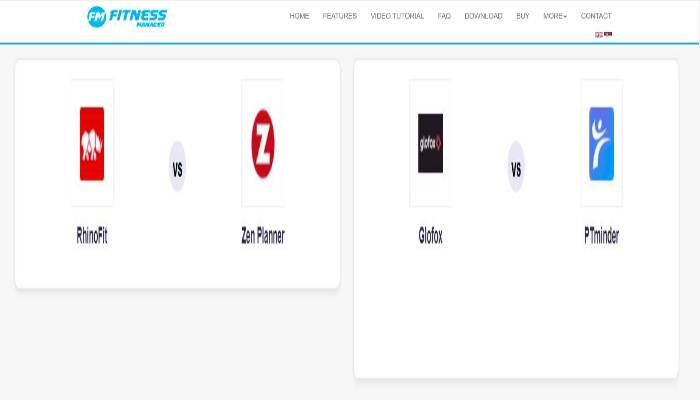 FM FITNESS
MANAGER
HOME FEATURES VIDEO TUTORIAL FAQ DOWNLOAD BUY MORE CONTACT
RhinoFit
VS
Z
Zen Planner
glofox
Glofox
VS
PTminder